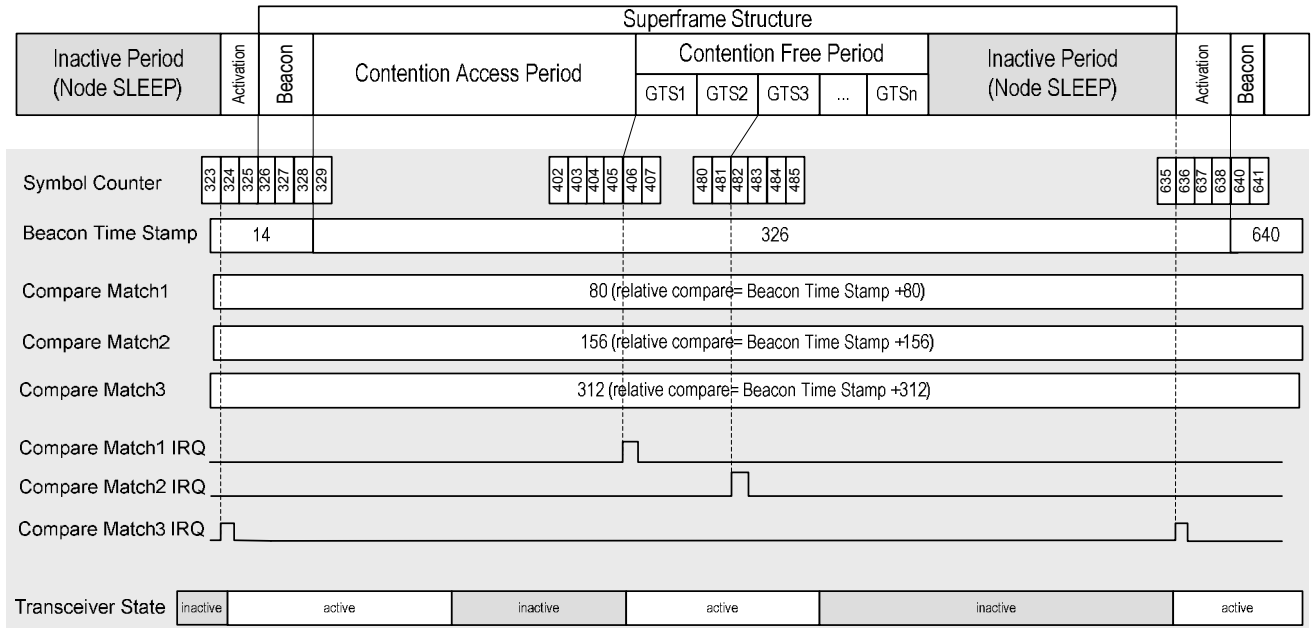 Superframe Structure
Inactive Period
(Node SLEEP)
Activation
Beacon
Contention Access Period
Contention Free Period
GTS1 GTS2 GTS3 ... GTSn
Inactive Period
(Node SLEEP)
Activation
Beacon
Symbol Counter 323 324 325 326 327 328 329 402 403 404 405 406 407 480 481 482 483 484 485 635 636 637 638 640 641
Beacon Time Stamp 14 326 640
Compare Match1 80 (relative compare= Beacon Time Stamp +80)
Compare Match2 156 (relative compare= Beacon Time Stamp +156)
Compare Match3 312 (relative compare= Beacon Time Stamp +312)
Compare Match1 IRQ
Compare Match2 IRQ
Compare Match3 IRQ
Transceiver State inactive active inactive active inactive active